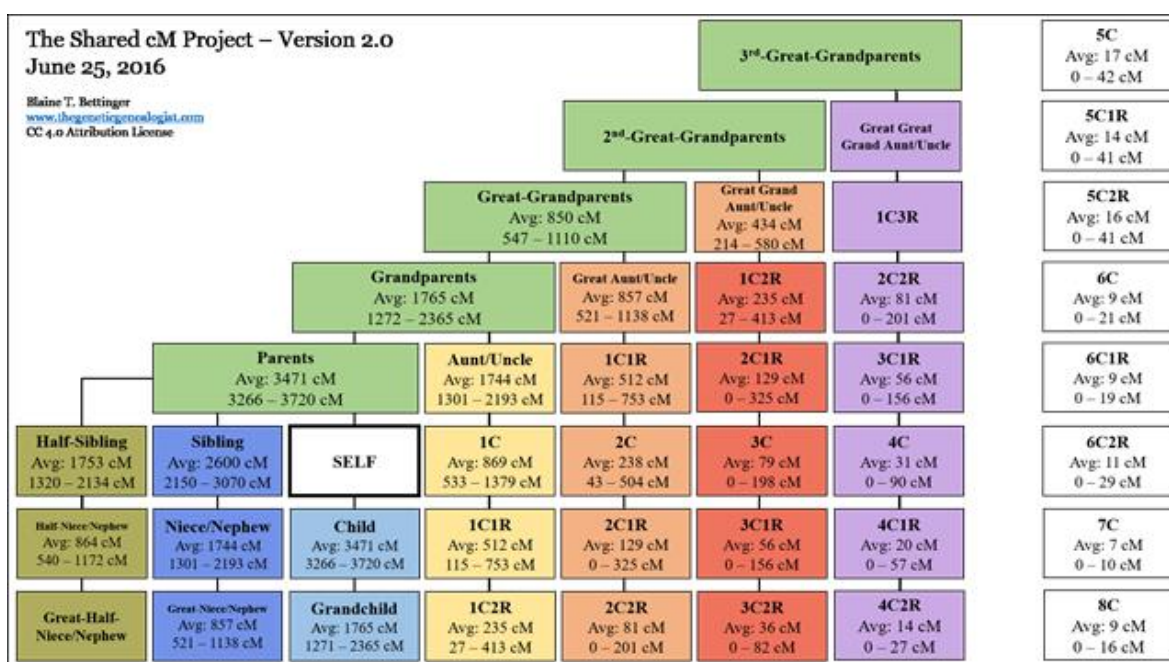 The Shared cM Project – Version 2.0
June 25, 2016
Blaine T. Bettinger
www.thegeneticgenealogist.com
CC 4.0 Attribution License
3rd-Great-Grandparents
5C
Avg: 17 cM
0 – 42 cM
2nd-Great-Grandparents
Great Great
Grand Aunt/Uncle
5C1R
Avg: 14 cM
0 – 41 cM
Great-Grandparents
Avg: 850 cM
547 – 1110 cM
Great Grand
Aunt/Uncle
Avg: 434 cM
214 – 580 cM
1C3R
5C2R
Avg: 16 cM
0 – 41 cM
Grandparents
Avg: 1765 cM
1272 – 2365 cM
Great Aunt/Uncle
Avg: 857 cM
521 – 1138 cM
1C2R
Avg: 235 cM
27 – 413 cM
2C2R
Avg: 81 cM
0 – 201 cM
6C
Avg: 9 cM
0 – 21 cM
Parents
Avg: 3471 cM
3266 – 3720 cM
Aunt/Uncle
Avg: 1744 cM
1301 – 2193 cM
1C1R
Avg: 512 cM
115 – 753 cM
2C1R
Avg: 129 cM
0 – 325 cM
3C1R
Avg: 56 cM
0 – 156 cM
6C1R
Avg: 9 cM
0 – 19 cM
Half-Sibling
Avg: 1753 cM
1320 – 2134 cM
Sibling
Avg: 2600 cM
2150 – 3070 cM
SELF
1C
Avg: 869 cM
533 – 1379 cM
2C
Avg: 238 cM
43 – 504 cM
3C
Avg: 79 cM
0 – 198 cM
4C
Avg: 31 cM
0 – 90 cM
6C2R
Avg: 11 cM
0 – 29 cM
Half-Niece/Nephew
Avg: 864 cM
540 – 1172 cM
Niece/Nephew
Avg: 1744 cM
1301 – 2193 cM
Child
Avg: 3471 cM
3266 – 3720 cM
1C1R
Avg: 512 cM
115 – 753 cM
2C1R
Avg: 129 cM
0 – 325 cM
3C1R
Avg: 56 cM
0 – 156 cM
4C1R
Avg: 20 cM
0 – 57 cM
7C
Avg: 7 cM
0 – 10 cM
Great-Half-
Niece/Nephew
Great-Niece/Nephew
Avg: 857 cM
521 – 1138 cM
Grandchild
Avg: 1765 cM
1271 – 2365 cM
1C2R
Avg: 235 cM
27 – 413 cM
2C2R
Avg: 81 cM
0 – 201 cM
3C2R
Avg: 36 cM
0 – 82 cM
4C2R
Avg: 14 cM
0 – 27 cM
8C
Avg: 9 cM
0 – 16 cM